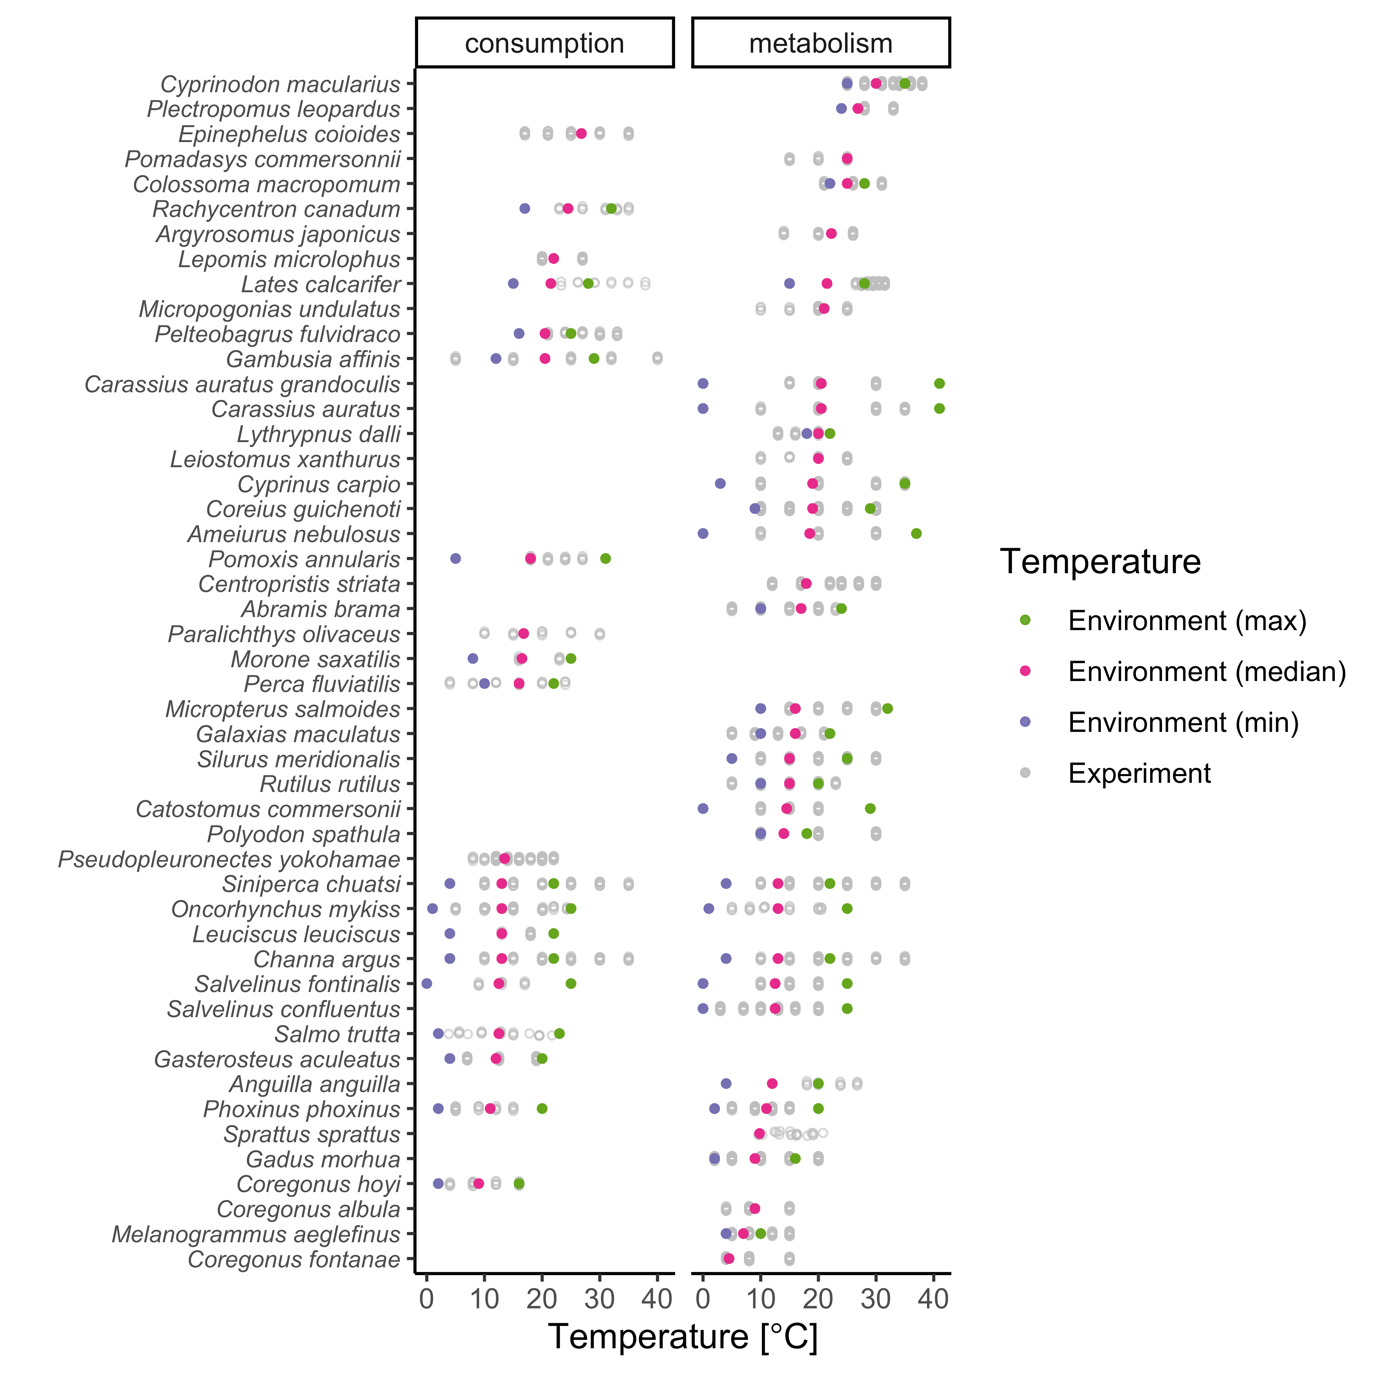 consumption metabolism
Cyprinodon macularius
Plectropomus leopardus
Epinephelus coioides
Pomadasys commersonnii
Colossoma macropomum
Rachycentron canadum
Argyrosomus japonicus
Lepomis microlophus
Lates calcarifer
Micropogonias undulatus
Pelteobagrus fulvidraco
Gambusia affinis
Carassius auratus grandoculis
Carassius auratus
Lythrypnus dalli
Leiostomus xanthurus
Cyprinus carpio
Coreius guichenoti
Ameiurus nebulosus
Pomoxis annularis
Centropristis striata
Abramis brama
Paralichthys olivaceus
Morone saxatilis
Perca fluviatilis
Micropterus salmoides
Galaxias maculatus
Silurus meridionalis
Rutilus rutilus
Catostomus commersonii
Polyodon spathula
Pseudopleuronectes yokohamae
Siniperca chuatsi
Oncorhynchus mykiss
Leuciscus leuciscus
Channa argus
Salvelinus fontinalis
Salvelinus confluentus
Salmo trutta
Gasterosteus aculeatus
Anguilla anguilla
Phoxinus phoxinus
Sprattus sprattus
Gadus morhua
Coregonus hoyi
Coregonus albula
Melanogrammus aeglefinus
Coregonus fontanae
0 10 20 30 40 0 10 20 30 40
Temperature [°C]
Temperature
Environment (max)
Environment (median)
Environment (min)
Experiment